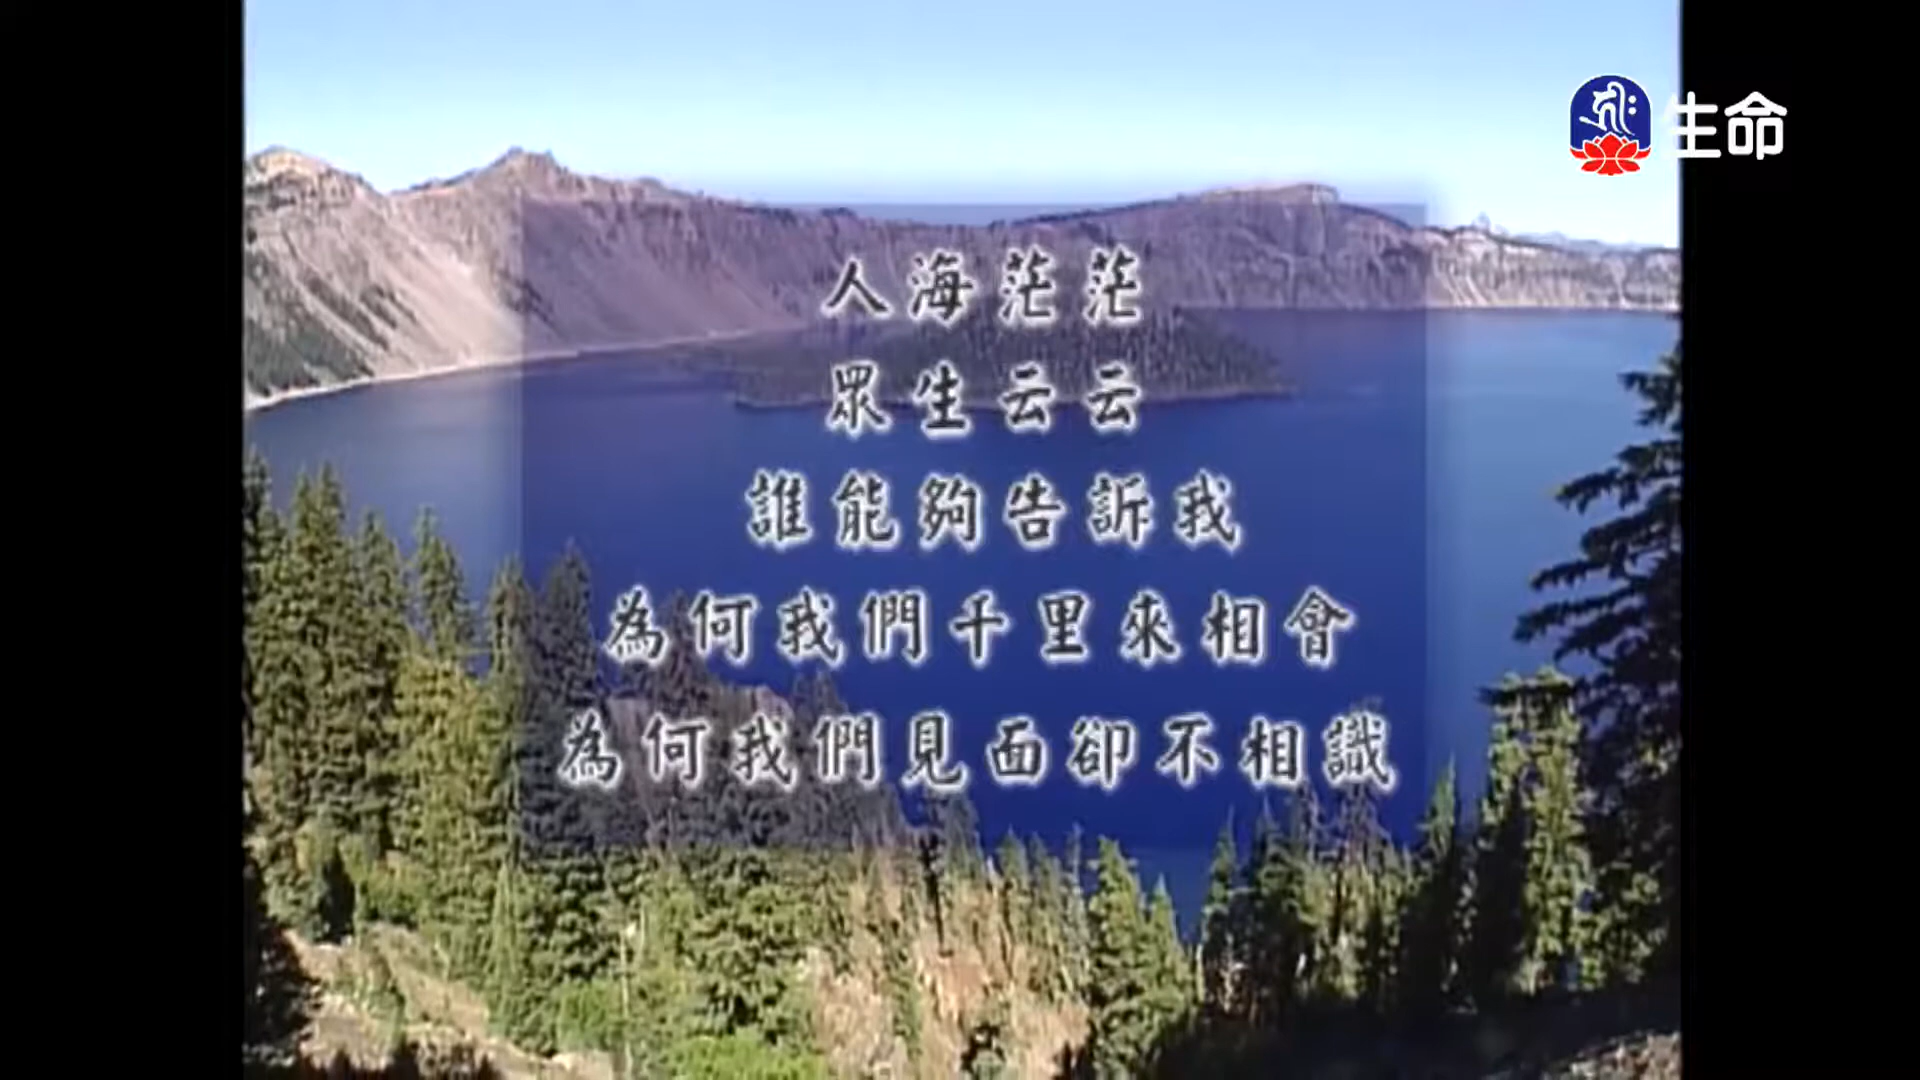 生命
人海茫茫
眾生云云
誰能夠告訴我
為何我們千里來相會
為何我們見面卻不相識